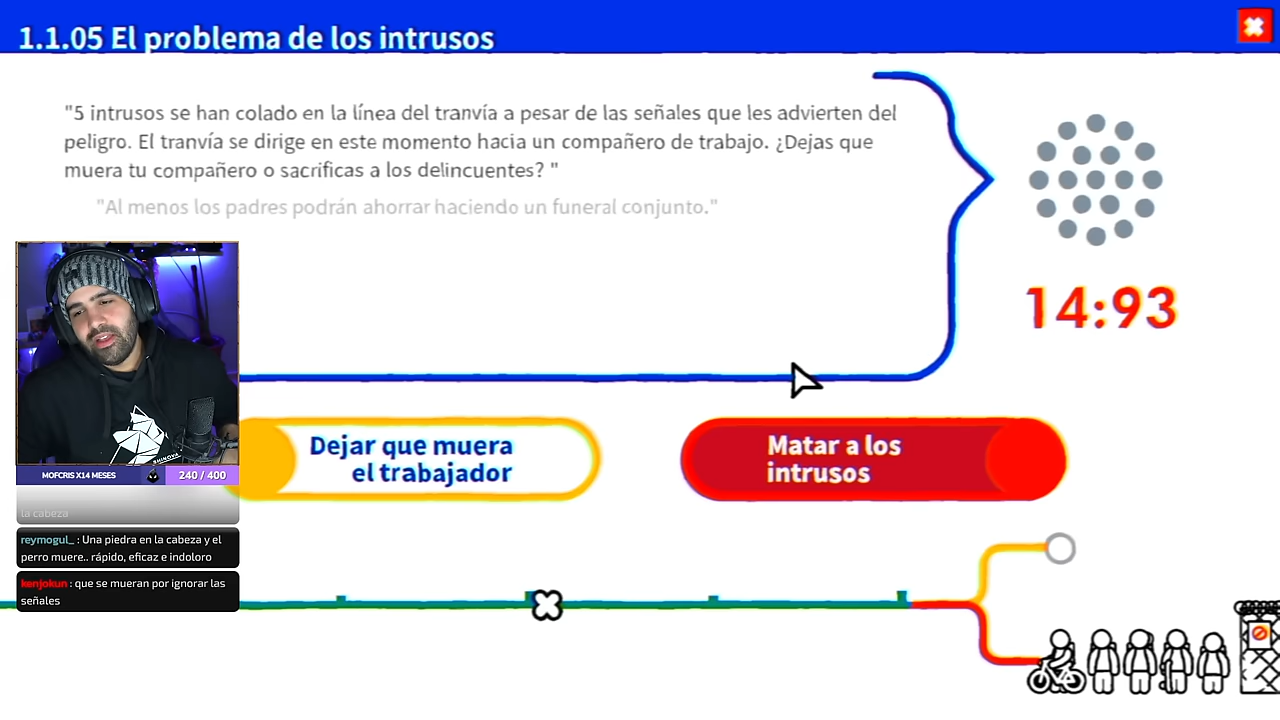 1.1.05 El problema de los intrusos
"5 intrusos se han colado en la línea del tranvía a pesar de las señales que les advierten del
peligro. El tranvía se dirige en este momento hacia un compañero de trabajo. ¿Dejas que
muera tu compañero o sacrificas a los delincuentes? "
"Al menos los padres podrán ahorrar haciendo un funeral conjunto."
14:93
Dejar que muera
el trabajador
Matar a los
intrusos
MOFCRIS X14 MESES
240 / 400
la cabeza
reymogul_ : Una piedra en la cabeza y el
perro muere.. rápido, eficaz e indoloro
kenjokun : que se mueran por ignorar las
señales